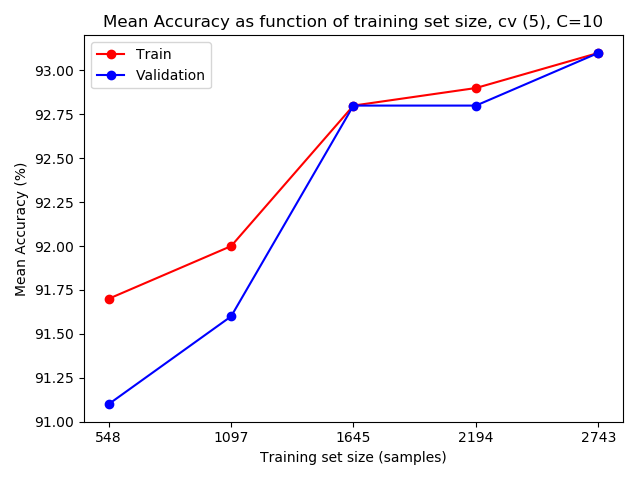 Mean Accuracy as function of training set size, cv (5), C=10
Train
Validation
Mean Accuracy (%)
93.00
92.75
92.50
92.25
92.00
91.75
91.50
91.25
91.00
548 1097 1645 2194 2743
Training set size (samples)